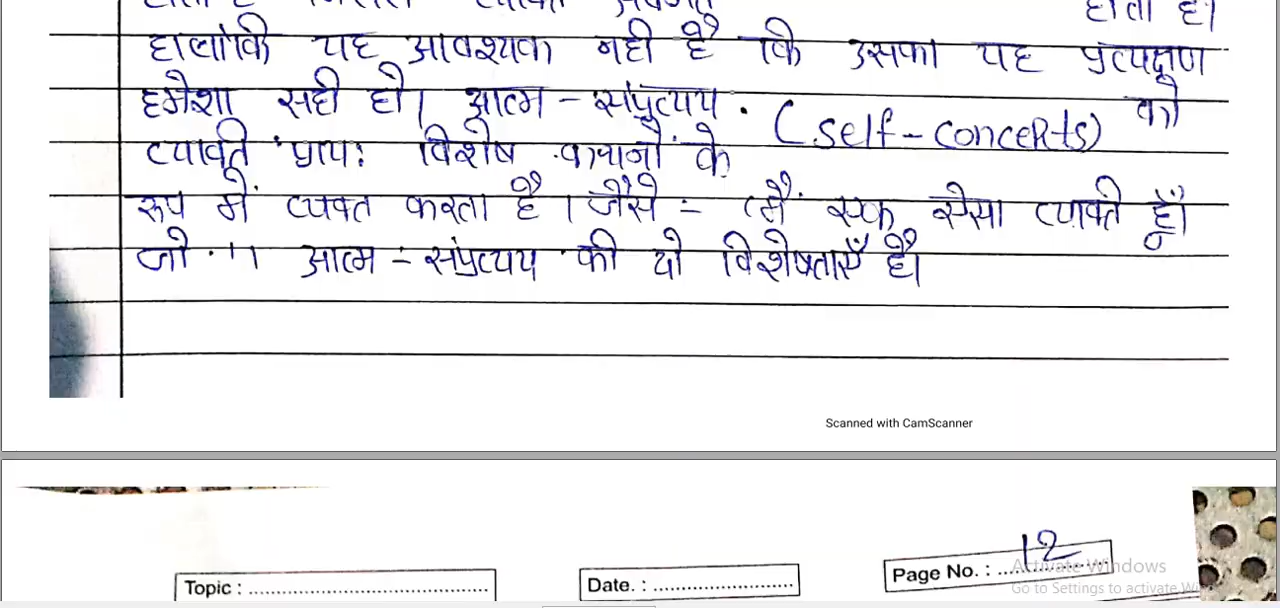 होता है।
हालांकि यह आवश्यक नही है कि उसका यह प्रत्यक्षण
हमेशा सही हो। आत्म - संप्रत्यय . (self - concepts) को
व्यक्ति प्राय: विशेष कथानों के
रूप में व्यक्त करता है । जैसे - (मैं एक ऐसा व्यक्ति हूँ।
जो ..।। आत्म - संप्रत्यय की दो विशेषताएँ है।
Scanned with CamScanner
12
Topic : ........................................
Date. : ........................
Page No. : ..................
Activate Windows
Go to Settings to activate